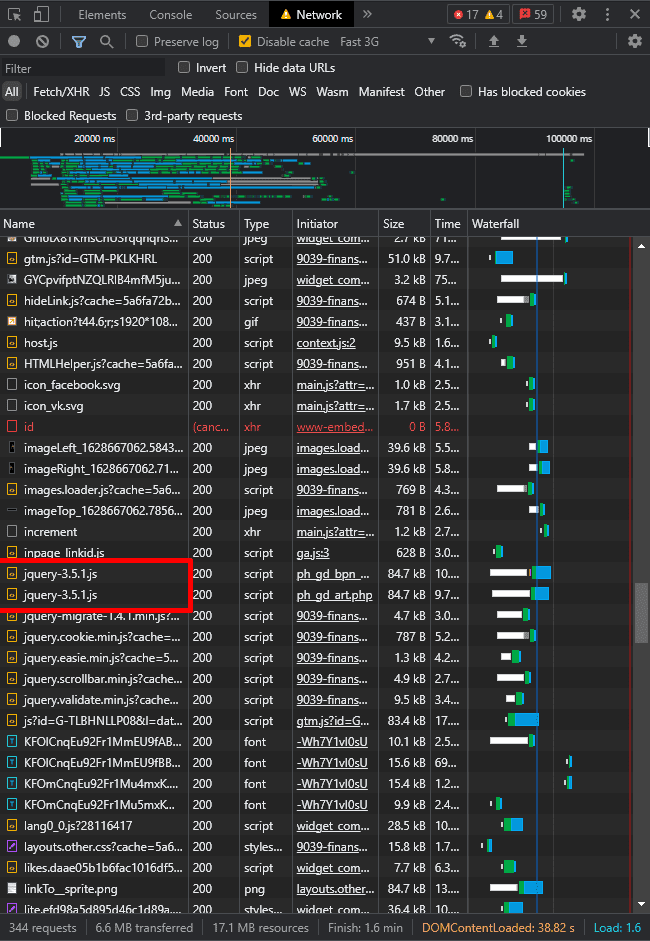 Elements Console Sources Network 17 4 59
Preserve log Disable cache Fast 3G
Filter Invert Hide data URLs
All Fetch/XHR JS CSS Img Media Font Doc WS Wasm Manifest Other Has blocked cookies
Blocked Requests 3rd-party requests
20000 ms 40000 ms 60000 ms 80000 ms 100000 ms
Name Status Type Initiator Size Time Waterfall
200 jpeg widget_com... 2.7 kB 71...
gtm.js?id=GTM-PKLKHRL 200 script 9039-finans... 51.0 kB 9.7...
GYCpvifptNZQLRlB4mfM5ju... 200 jpeg widget_com... 3.2 kB 75...
hideLink.js?cache=5a6fa72b... 200 script 9039-finans... 674 B 5.1...
hit;action?t44.6;r;s1920*108... 200 gif 9039-finans... 437 B 3.1...
host.js 200 script context.js:2 9.5 kB 1.6...
HTMLHelper.js?cache=5a6fa... 200 script 9039-finans... 951 B 4.1...
icon_facebook.svg 200 xhr main.js?attr=... 1.0 kB 2.5...
icon_vk.svg 200 xhr main.js?attr=... 1.7 kB 2.5...
id (canc... xhr www-embed... 0 B 5.8...
imageLeft_1628667062.5843... 200 jpeg images.load... 39.6 kB 5.5...
imageRight_1628667062.71... 200 jpeg images.load... 39.6 kB 5.8...
images.loader.js?cache=5a6... 200 script 9039-finans... 769 B 4.3...
imageTop_1628667062.7856... 200 jpeg images.load... 781 B 2.6...
increment 200 xhr main.js?attr=... 1.2 kB 2.7...
inpage_linkid.js 200 script ga.js:3 628 B 3.0...
jquery-3.5.1.js 200 script ph_gd_bpn_... 84.7 kB 10....
jquery-3.5.1.js 200 script ph_gd_art.php 84.7 kB 9.7...
jquery-migrate-1.4.1.min.js?... 200 script 9039-finans... 4.7 kB 3.0...
jquery.cookie.min.js?cache=... 200 script 9039-finans... 787 B 5.2...
jquery.easie.min.js?cache=5... 200 script 9039-finans... 1.3 kB 4.2...
jquery.scrollbar.min.js?cache... 200 script 9039-finans... 4.9 kB 2.7...
jquery.validate.min.js?cache... 200 script 9039-finans... 9.5 kB 3.4...
js?id=G-TLBHNLLP08&l=dat... 200 script gtm.js?id=G... 83.4 kB 17....
KFOlCnqEu92Fr1MmEU9fAB... 200 font -Wh7Y1vI0sU 10.1 kB 2.5...
KFOlCnqEu92Fr1MmEU9fBB... 200 font -Wh7Y1vI0sU 15.6 kB 69...
KFOmCnqEu92Fr1Mu4mxK... 200 font -Wh7Y1vI0sU 15.4 kB 1.2...
KFOmCnqEu92Fr1Mu5mxK... 200 font -Wh7Y1vI0sU 9.9 kB 2.4...
lang0_0.js?28116417 200 script widget_com... 28.5 kB 10....
layouts.other.css?cache=5a6... 200 styles... 9039-finans... 15.8 kB 1.7...
likes.daae05b1b6fac1016df5... 200 script widget_com... 7.7 kB 6.3...
linkTo__sprite.png 200 png layouts.other... 84.7 kB 13....
lite.efd98a5d895d46c1d89a... 200 styles... widget_com... 36.4 kB 10....
344 requests 6.6 MB transferred 17.1 MB resources Finish: 1.6 min DOMContentLoaded: 38.82 s Load: 1.6